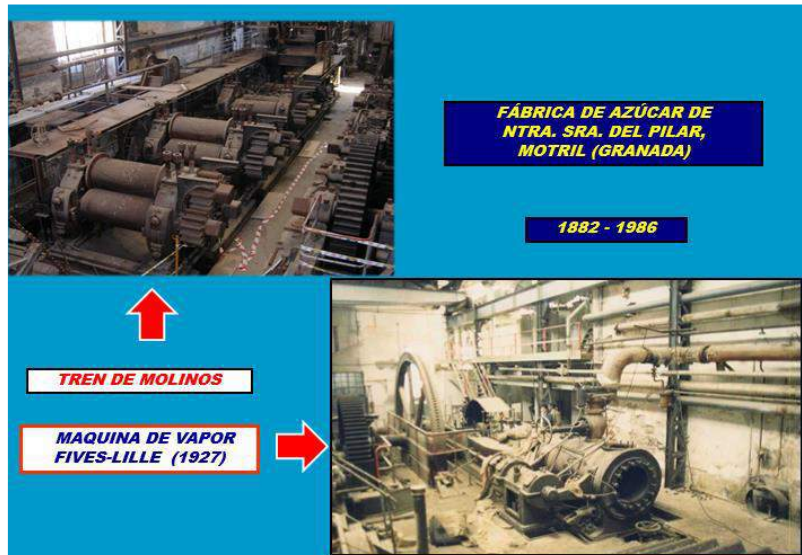 FÁBRICA DE AZÚCAR DE
NTRA. SRA. DEL PILAR,
MOTRIL (GRANADA)
1882 - 1986
TREN DE MOLINOS
MAQUINA DE VAPOR
FIVES-LILLE (1927)